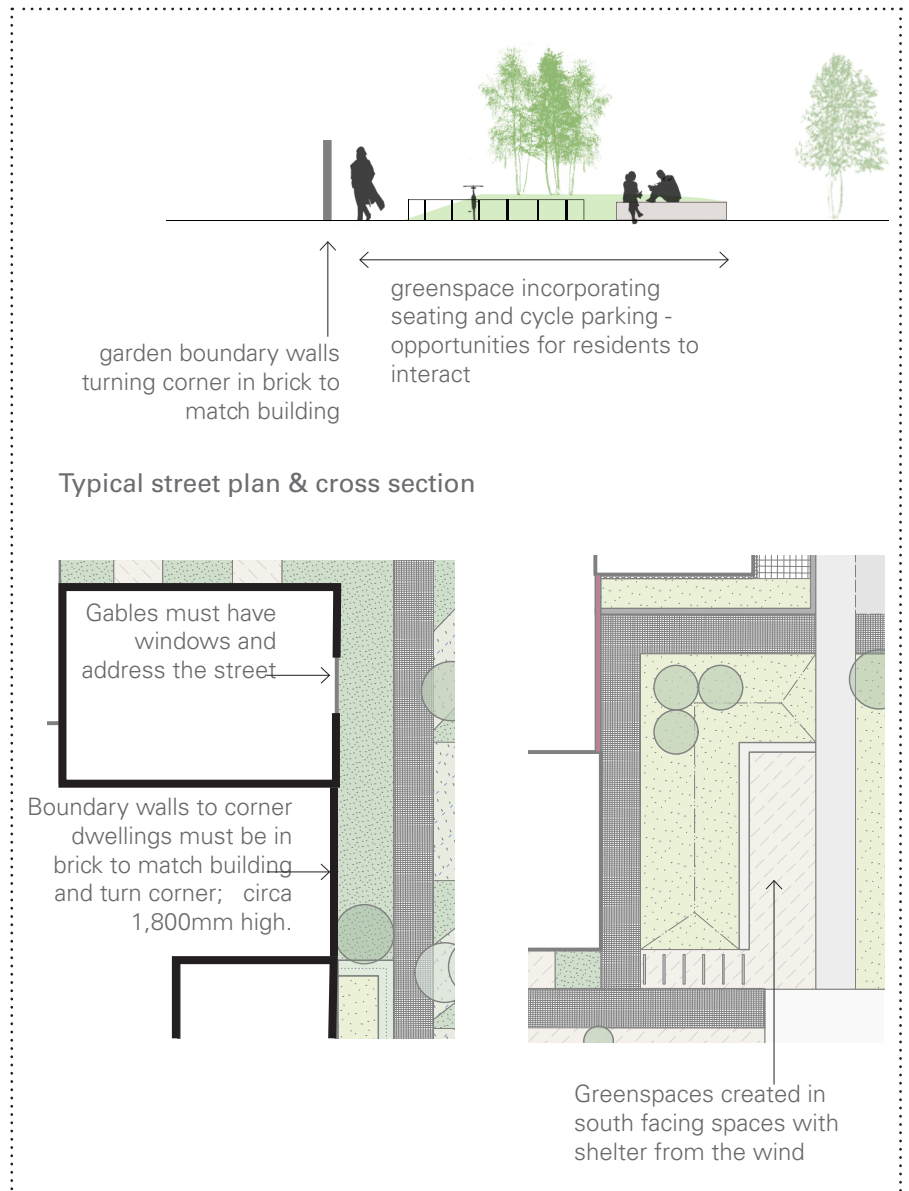 greenspace incorporating
seating and cycle parking -
opportunities for residents to
interact
garden boundary walls
turning corner in brick to
match building
Typical street plan & cross section
Gables must have
windows and
address the street
Boundary walls to corner
dwellings must be in
brick to match building
and turn corner;   circa
1,800mm high.
Greenspaces created in
south facing spaces with
shelter from the wind